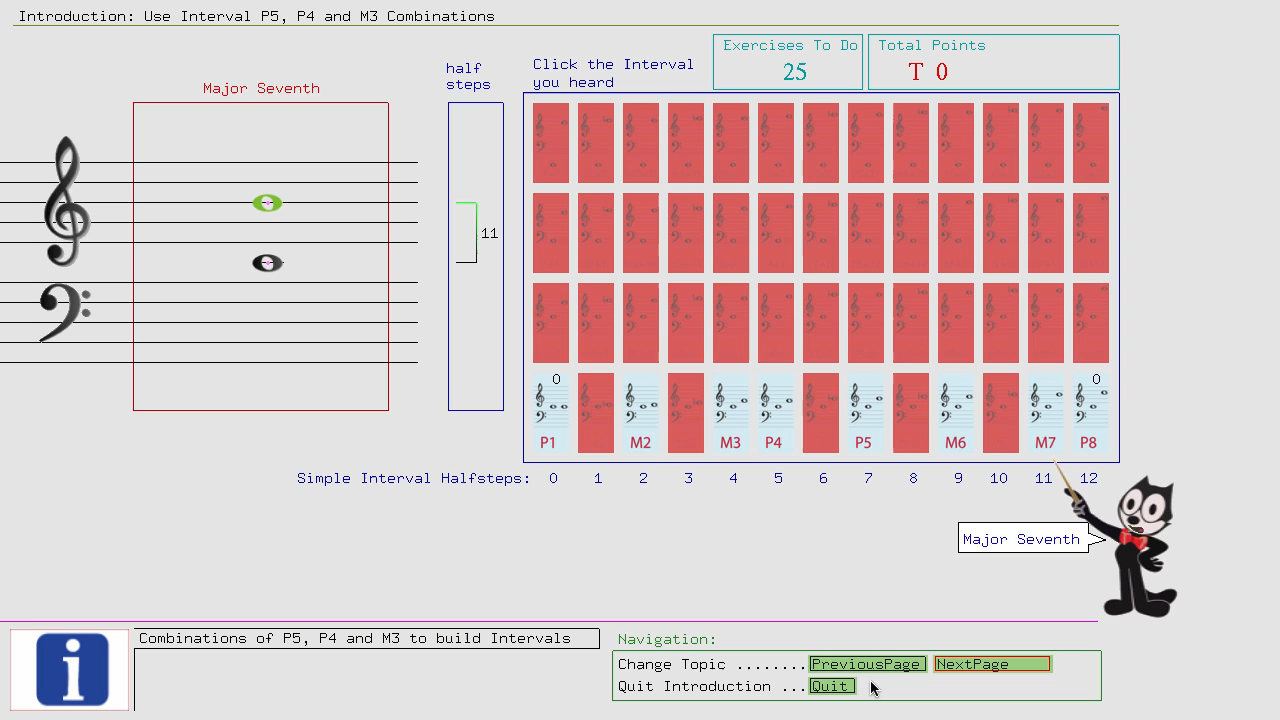 Introduction: Use Interval P5, P4 and M3 Combinations
Exercises To Do
25
Total Points
T 0
half
steps
Click the Interval
you heard
Major Seventh
11
0
0
P1
M2
M3
P4
P5
M6
M7
P8
Simple Interval Halfsteps: 0 1 2 3 4 5 6 7 8 9 10 11 12
Major Seventh
Combinations of P5, P4 and M3 to build Intervals
Navigation:
Change Topic ........PreviousPage NextPage
Quit Introduction ...Quit